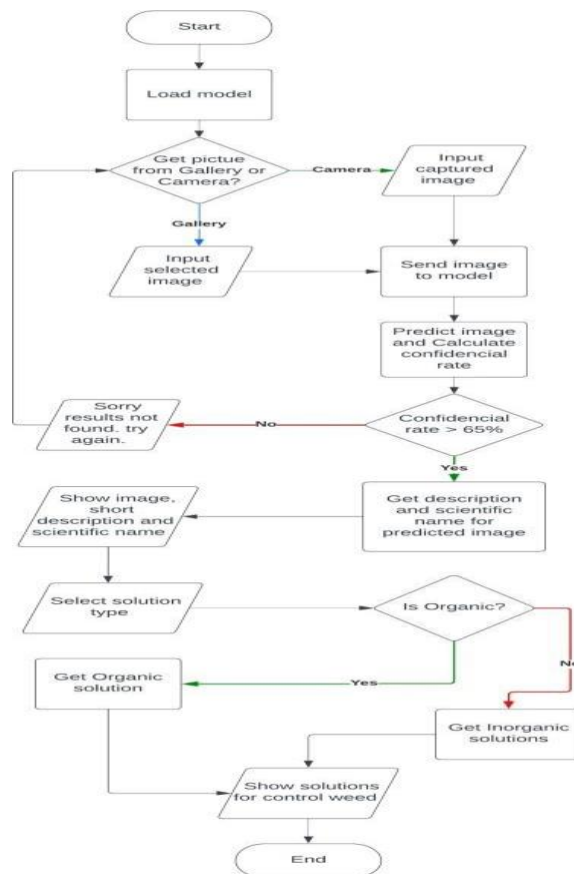 Start
Load model
Get pictue
from Gallery or
Camera?
Camera
Input
captured
image
Gallery
Input
selected
image
Send image
to model
Predict image
and Calculate
confidencial
rate
Confidencial
rate > 65%
No
Sorry
results not
found. try
again.
Yes
Get description
and scientific
name for
predicted image
Show image,
short
description and
scientific name
Select solution
type
Is Organic?
No
Yes
Get Organic
solution
Get Inorganic
solutions
Show solutions
for control weed
End